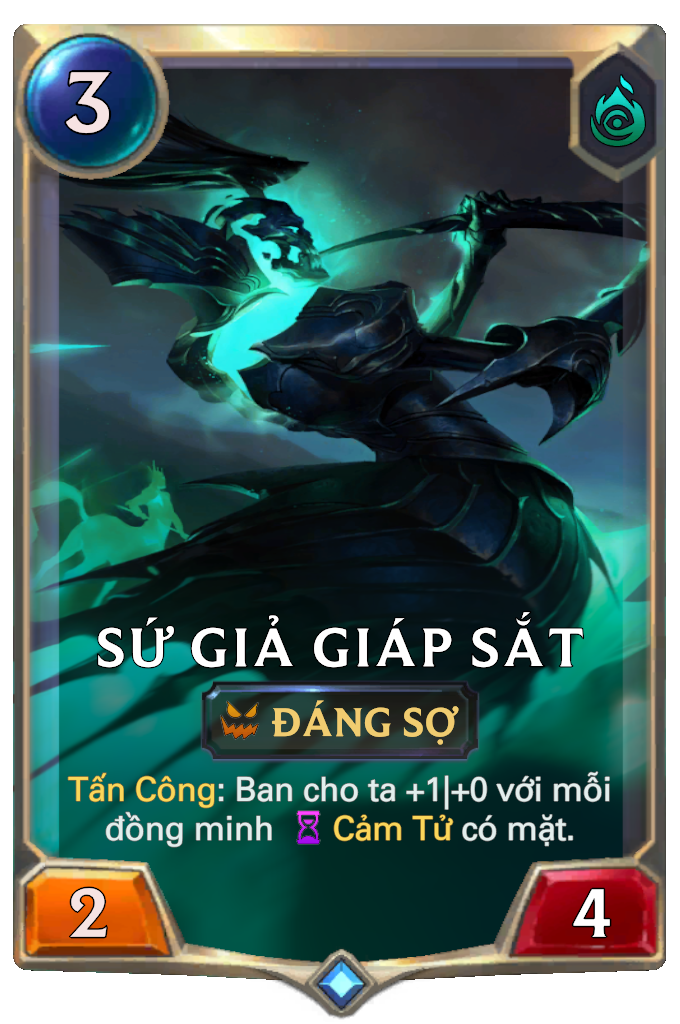 3
SỨ GIẢ GIÁP SẮT
ĐÁNG SỢ
Tấn Công: Ban cho ta +1|+0 với mỗi
đồng minh Cảm Tử có mặt.
2
4